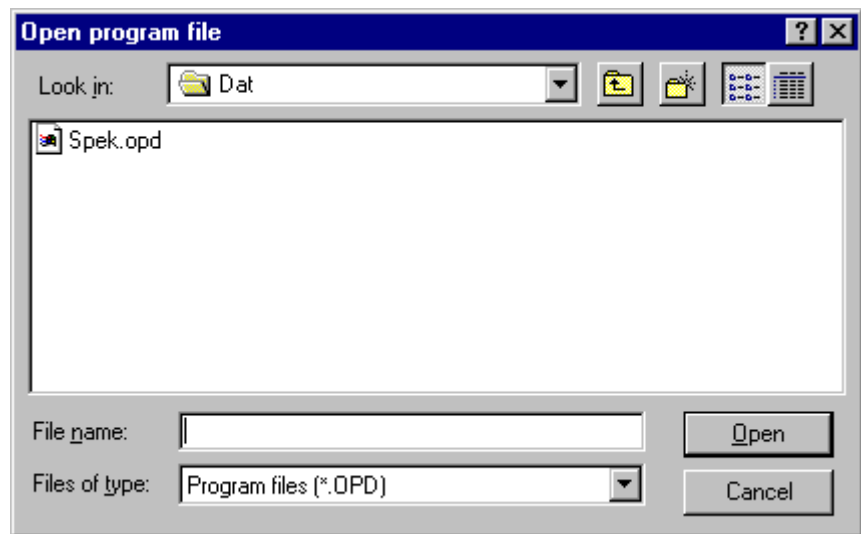 Open program file
Look in: Dat
Spek.opd
File name: Open
Files of type: Program files (*.OPD) Cancel